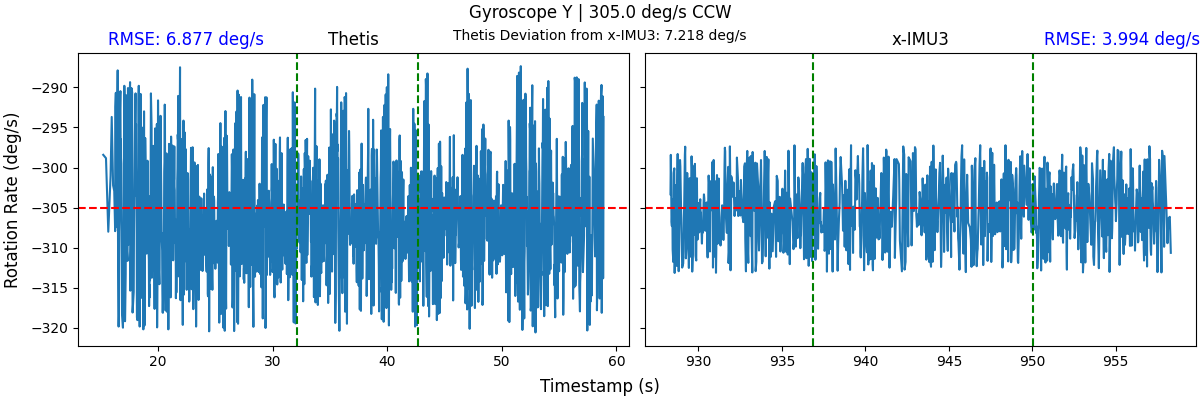 Gyroscope Y | 305.0 deg/s CCW
RMSE: 6.877 deg/s
Thetis
Thetis Deviation from x-IMU3: 7.218 deg/s
x-IMU3
RMSE: 3.994 deg/s
Rotation Rate (deg/s)
−290
−295
−300
−305
−310
−315
−320
20 30 40 50 60
930 935 940 945 950 955
Timestamp (s)